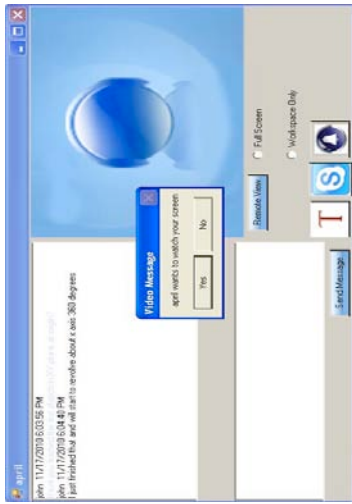 april
john 11/17/2010 6:03:56 PM
john 11/17/2010 6:04:40 PM
I just finished that and will start to revolve about x axis 360 degrees
Video Message
april wants to watch your screen
Yes
No
Remote View
Full Screen
Workspace Only
Send Message
T
S